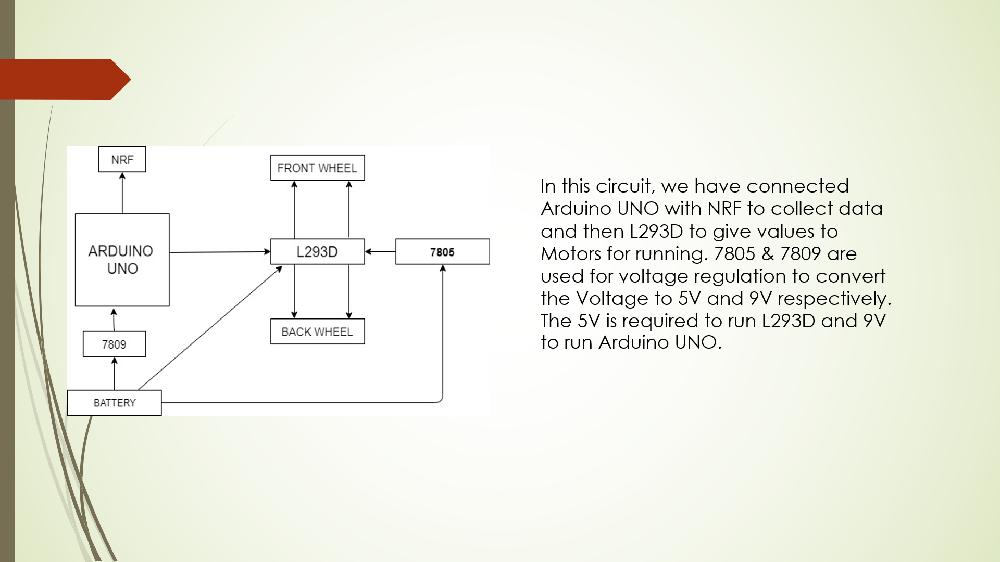 NRF
FRONT WHEEL
ARDUINO
UNO
L293D
7805
7809
BACK WHEEL
BATTERY
In this circuit, we have connected
Arduino UNO with NRF to collect data
and then L293D to give values to
Motors for running. 7805 & 7809 are
used for voltage regulation to convert
the Voltage to 5V and 9V respectively.
The 5V is required to run L293D and 9V
to run Arduino UNO.